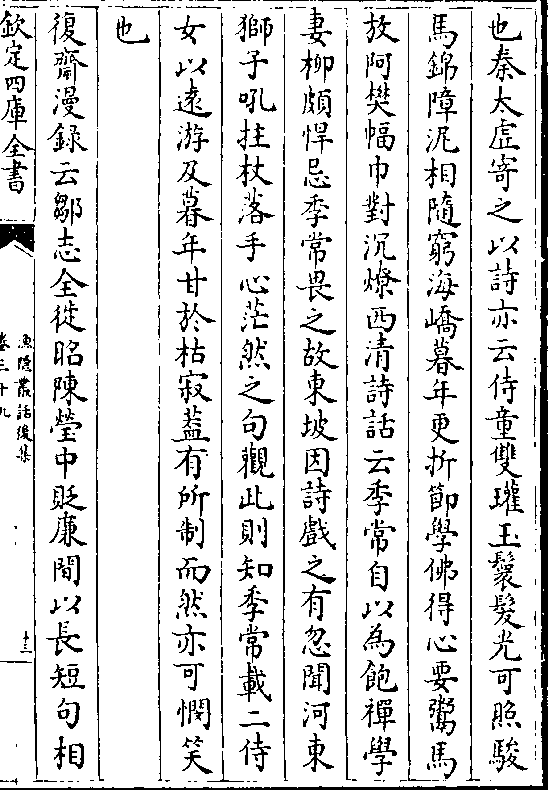 也秦太虛寄之以詩亦云侍童雙瓘玉鬟髮光可照駿
馬錦障泥相隨窮海嶠暮年更折節學佛得心要鬻馬
放阿樊幅巾對沉燎西清詩話云季常自以為飽禪學
妻柳頗悍忌季常畏之故東坡因詩戲之有忽聞河東
獅子吼拄杖落手心茫然之句觀此則知季常載二侍
女以遠游及暮年甘於枯寂蓋有所制而然亦可憫笑
也
復齋漫錄云鄒志全徙昭陳瑩中貶廉間以長短句相
欽定四庫全書
漁隱叢話後集
卷三十九
十三